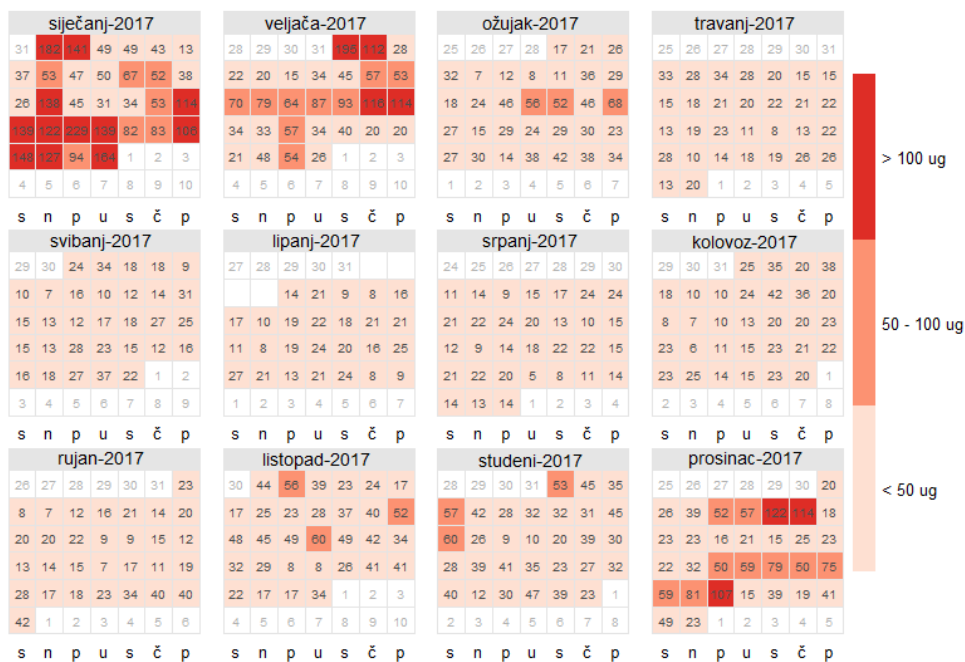 siječanj-2017
31 182 141 49 49 43 13
37 53 47 50 67 52 38
26 138 45 31 34 53 114
139 122 229 139 82 83 106
148 127 94 164 1 2 3
4 5 6 7 8 9 10
s n p u s č p
veljača-2017
28 29 30 31 195 112 28
22 20 15 34 45 57 53
70 79 64 87 93 116 114
34 33 57 34 40 20 20
21 48 54 26 1 2 3
4 5 6 7 8 9 10
s n p u s č p
ožujak-2017
25 26 27 28 17 21 26
32 7 12 8 11 36 29
18 24 46 56 52 46 68
27 15 29 24 29 30 23
27 30 14 38 42 38 34
1 2 3 4 5 6 7
s n p u s č p
travanj-2017
25 26 27 28 29 30 31
33 28 34 28 20 15 15
15 18 21 20 22 21 22
13 19 23 11 8 13 22
28 10 14 18 19 26 26
13 20 1 2 3 4 5
s n p u s č p
> 100 ug
50 - 100 ug
< 50 ug
svibanj-2017
29 30 24 34 18 18 9
10 7 16 10 12 14 31
15 13 12 17 18 27 25
15 13 28 23 15 12 16
16 18 27 37 22 1 2
3 4 5 6 7 8 9
s n p u s č p
lipanj-2017
27 28 29 30 31
14 21 9 8 16
17 10 19 22 18 21 21
11 8 19 24 20 16 25
27 21 13 21 24 8 9
1 2 3 4 5 6 7
s n p u s č p
srpanj-2017
24 25 26 27 28 29 30
11 14 9 15 17 24 24
21 22 24 20 13 10 15
12 9 14 18 22 22 15
21 22 20 5 8 11 14
14 13 14 1 2 3 4
s n p u s č p
kolovoz-2017
29 30 31 25 35 20 38
18 10 10 24 42 36 20
8 7 10 13 20 20 23
23 6 11 15 23 21 22
23 25 14 15 23 20 1
2 3 4 5 6 7 8
s n p u s č p
rujan-2017
26 27 28 29 30 31 23
8 7 12 16 21 14 20
20 20 22 9 9 15 12
13 14 15 7 17 11 19
28 17 18 23 34 40 40
42 1 2 3 4 5 6
s n p u s č p
listopad-2017
30 44 56 39 23 24 17
17 25 23 28 37 40 52
48 45 49 60 49 42 34
32 29 8 8 26 41 41
22 17 17 34 1 2 3
4 5 6 7 8 9 10
s n p u s č p
studeni-2017
28 29 30 31 53 45 35
57 42 28 32 32 31 45
60 26 9 10 20 39 30
28 39 41 35 23 27 32
40 12 30 47 39 23 1
2 3 4 5 6 7 8
s n p u s č p
prosinac-2017
25 26 27 28 29 30 20
26 39 52 57 122 114 18
23 23 16 21 15 25 23
22 32 50 59 79 50 75
59 81 107 15 39 19 41
49 23 1 2 3 4 5
s n p u s č p